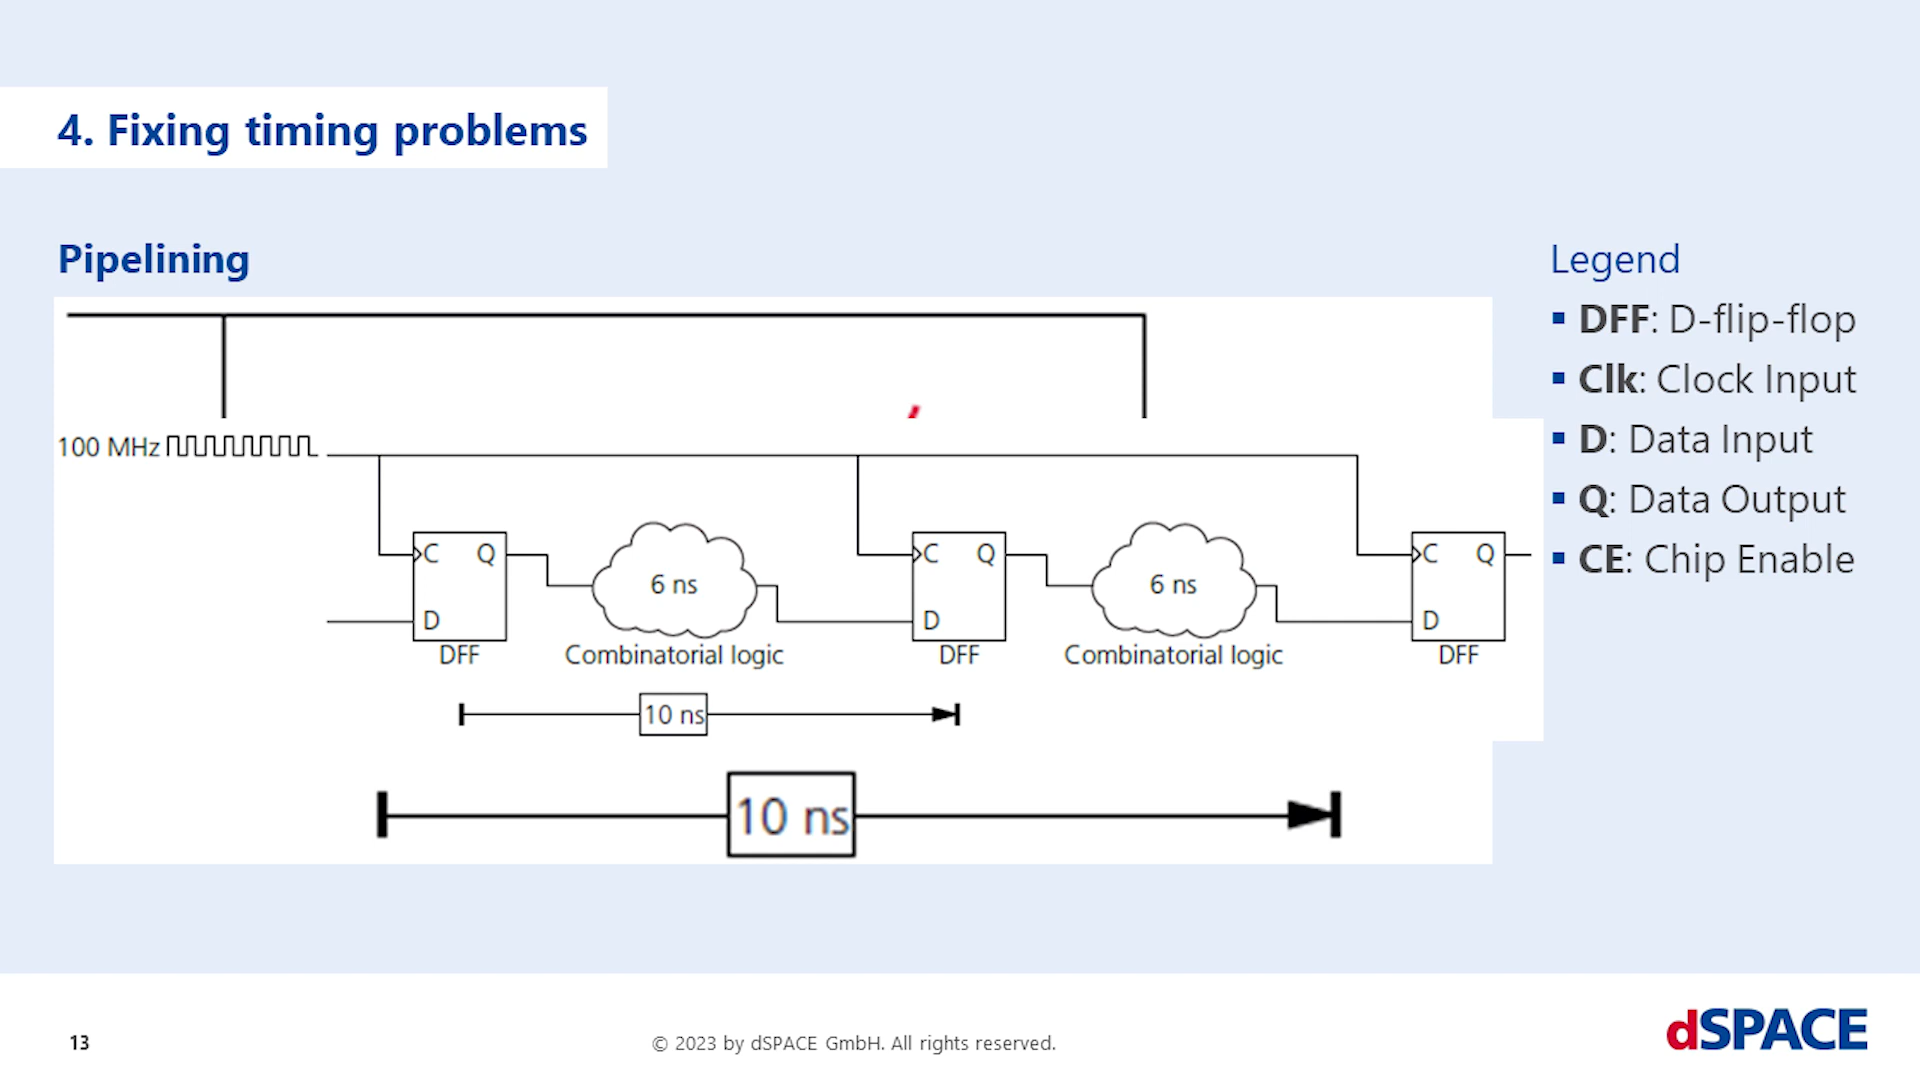 4. Fixing timing problems
Pipelining
100 MHz
C Q
D
DFF
6 ns
Combinatorial logic
C Q
D
DFF
6 ns
Combinatorial logic
C Q
D
DFF
10 ns
10 ns
Legend
▪ DFF: D-flip-flop
▪ Clk: Clock Input
▪ D: Data Input
▪ Q: Data Output
▪ CE: Chip Enable
13
© 2023 by dSPACE GmbH. All rights reserved.
dSPACE